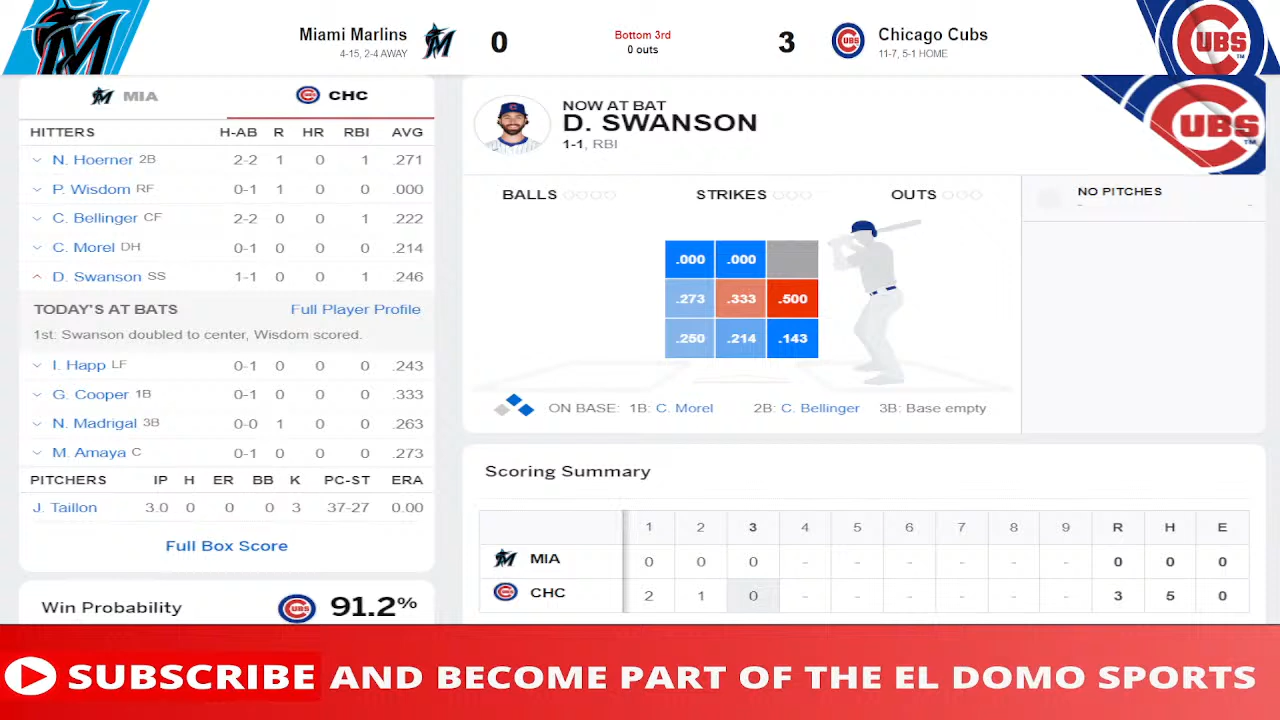 Miami Marlins
4-15, 2-4 AWAY
0
Bottom 3rd
0 outs
3
Chicago Cubs
11-7, 5-1 HOME
CUBS
CUBS
MIA
CHC
HITTERS H-AB R HR RBI AVG
N. Hoerner 2B 2-2 1 0 1 .271
P. Wisdom RF 0-1 1 0 0 .000
C. Bellinger CF 2-2 0 0 1 .222
C. Morel DH 0-1 0 0 0 .214
D. Swanson SS 1-1 0 0 1 .246
TODAY'S AT BATS Full Player Profile
1st: Swanson doubled to center, Wisdom scored.
I. Happ LF 0-1 0 0 0 .243
G. Cooper 1B 0-1 0 0 0 .333
N. Madrigal 3B 0-0 1 0 0 .263
M. Amaya C 0-1 0 0 0 .273
PITCHERS IP H ER BB K PC-ST ERA
J. Taillon 3.0 0 0 0 3 37-27 0.00
Full Box Score
Win Probability CUBS 91.2%
NOW AT BAT
D. SWANSON
1-1, RBI
BALLS STRIKES OUTS
NO PITCHES
- -
.000 .000
.273 .333 .500
.250 .214 .143
ON BASE: 1B: C. Morel 2B: C. Bellinger 3B: Base empty
Scoring Summary
1 2 3 4 5 6 7 8 9 R H E
MIA 0 0 0 - - - - - - 0 0 0
CHC 2 1 0 - - - - - - 3 5 0
SUBSCRIBE AND BECOME PART OF THE EL DOMO SPORTS